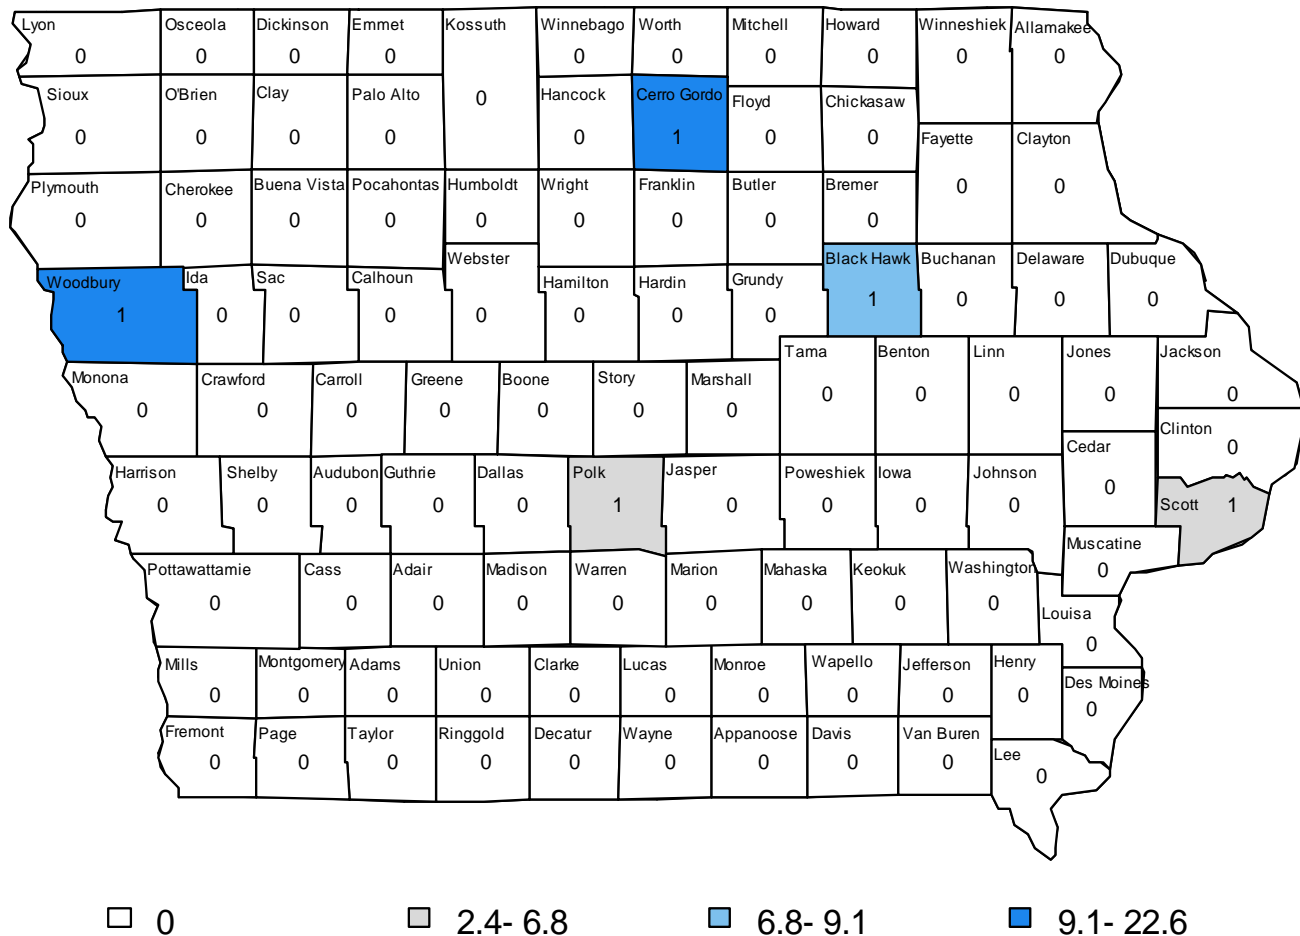 Lyon Osceola Dickinson Emmet Kossuth Winnebago Worth Mitchell Howard Winneshiek Allamakee
0 0 0 0 0 0 0 0 0 0
Sioux O'Brien Clay Palo Alto 0 Hancock Cerro Gordo Floyd Chickasaw
0 0 0 0 0 1 0 0
Fayette Clayton
Plymouth Cherokee Buena Vista Pocahontas Humboldt Wright Franklin Butler Bremer 0 0
0 0 0 0 0 0 0 0 0
Woodbury Ida Sac Calhoun Webster Hamilton Hardin Grundy Black Hawk Buchanan Delaware Dubuque
1 0 0 0 0 0 0 0 1 0 0 0
Tama Benton Linn Jones Jackson
0 0 0 0 0
Monona Crawford Carroll Greene Boone Story Marshall
0 0 0 0 0 0 0
Clinton
0
Cedar
0
Harrison Shelby Audubon Guthrie Dallas Polk Jasper Poweshiek Iowa Johnson
0 0 0 0 0 1 0 0 0 0
Scott 1
Muscatine
0
Pottawattamie Cass Adair Madison Warren Marion Mahaska Keokuk Washington
0 0 0 0 0 0 0 0 0
Louisa
0
Mills Montgomery Adams Union Clarke Lucas Monroe Wapello Jefferson Henry Des Moines
0 0 0 0 0 0 0 0 0 0 0
Fremont Page Taylor Ringgold Decatur Wayne Appanoose Davis Van Buren Lee
0 0 0 0 0 0 0 0 0 0
0 2.4- 6.8 6.8- 9.1 9.1- 22.6